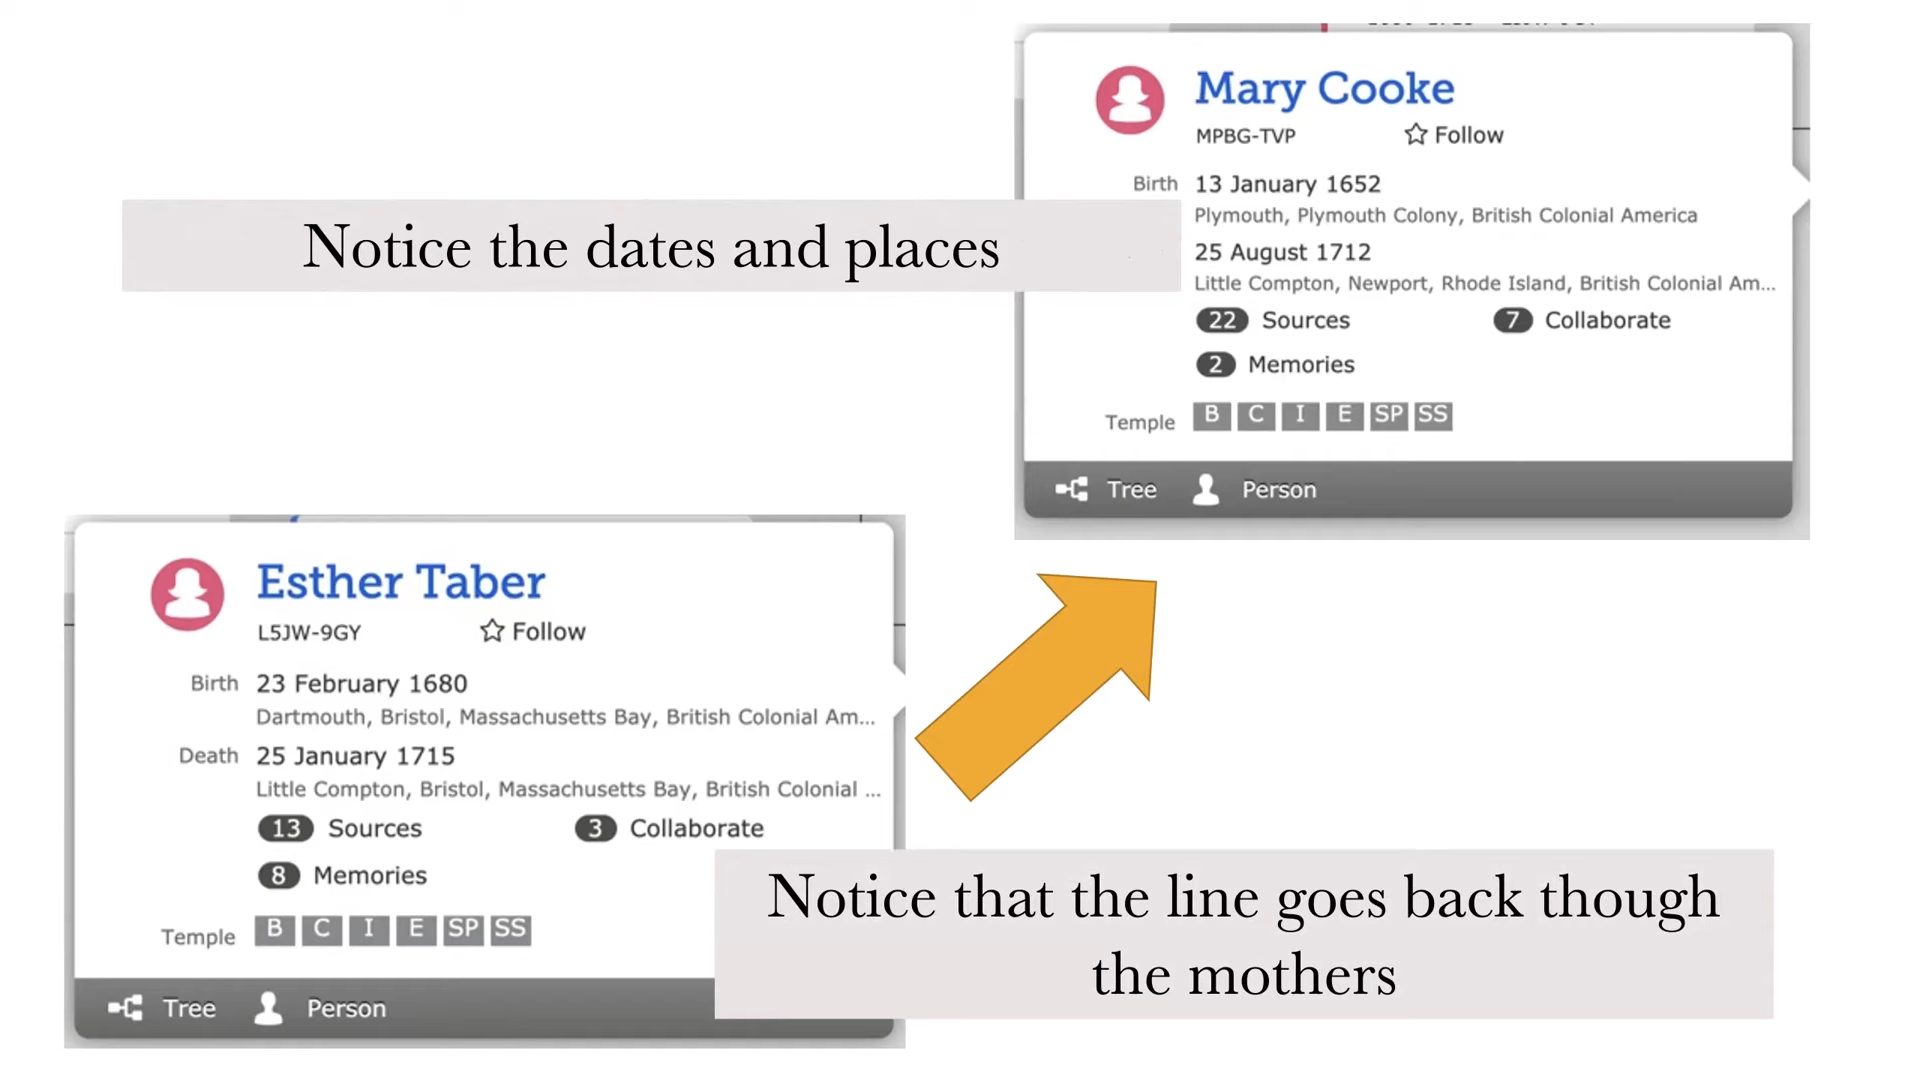 Mary Cooke
MPBG-TVP
Follow
Birth 13 January 1652
Plymouth, Plymouth Colony, British Colonial America
25 August 1712
Little Compton, Newport, Rhode Island, British Colonial Am...
22 Sources
7 Collaborate
2 Memories
Temple B C I E SP SS
Tree Person
Notice the dates and places
Esther Taber
L5JW-9GY
Follow
Birth 23 February 1680
Dartmouth, Bristol, Massachusetts Bay, British Colonial Am...
Death 25 January 1715
Little Compton, Bristol, Massachusetts Bay, British Colonial ...
13 Sources
3 Collaborate
8 Memories
Temple B C I E SP SS
Tree Person
Notice that the line goes back though
the mothers